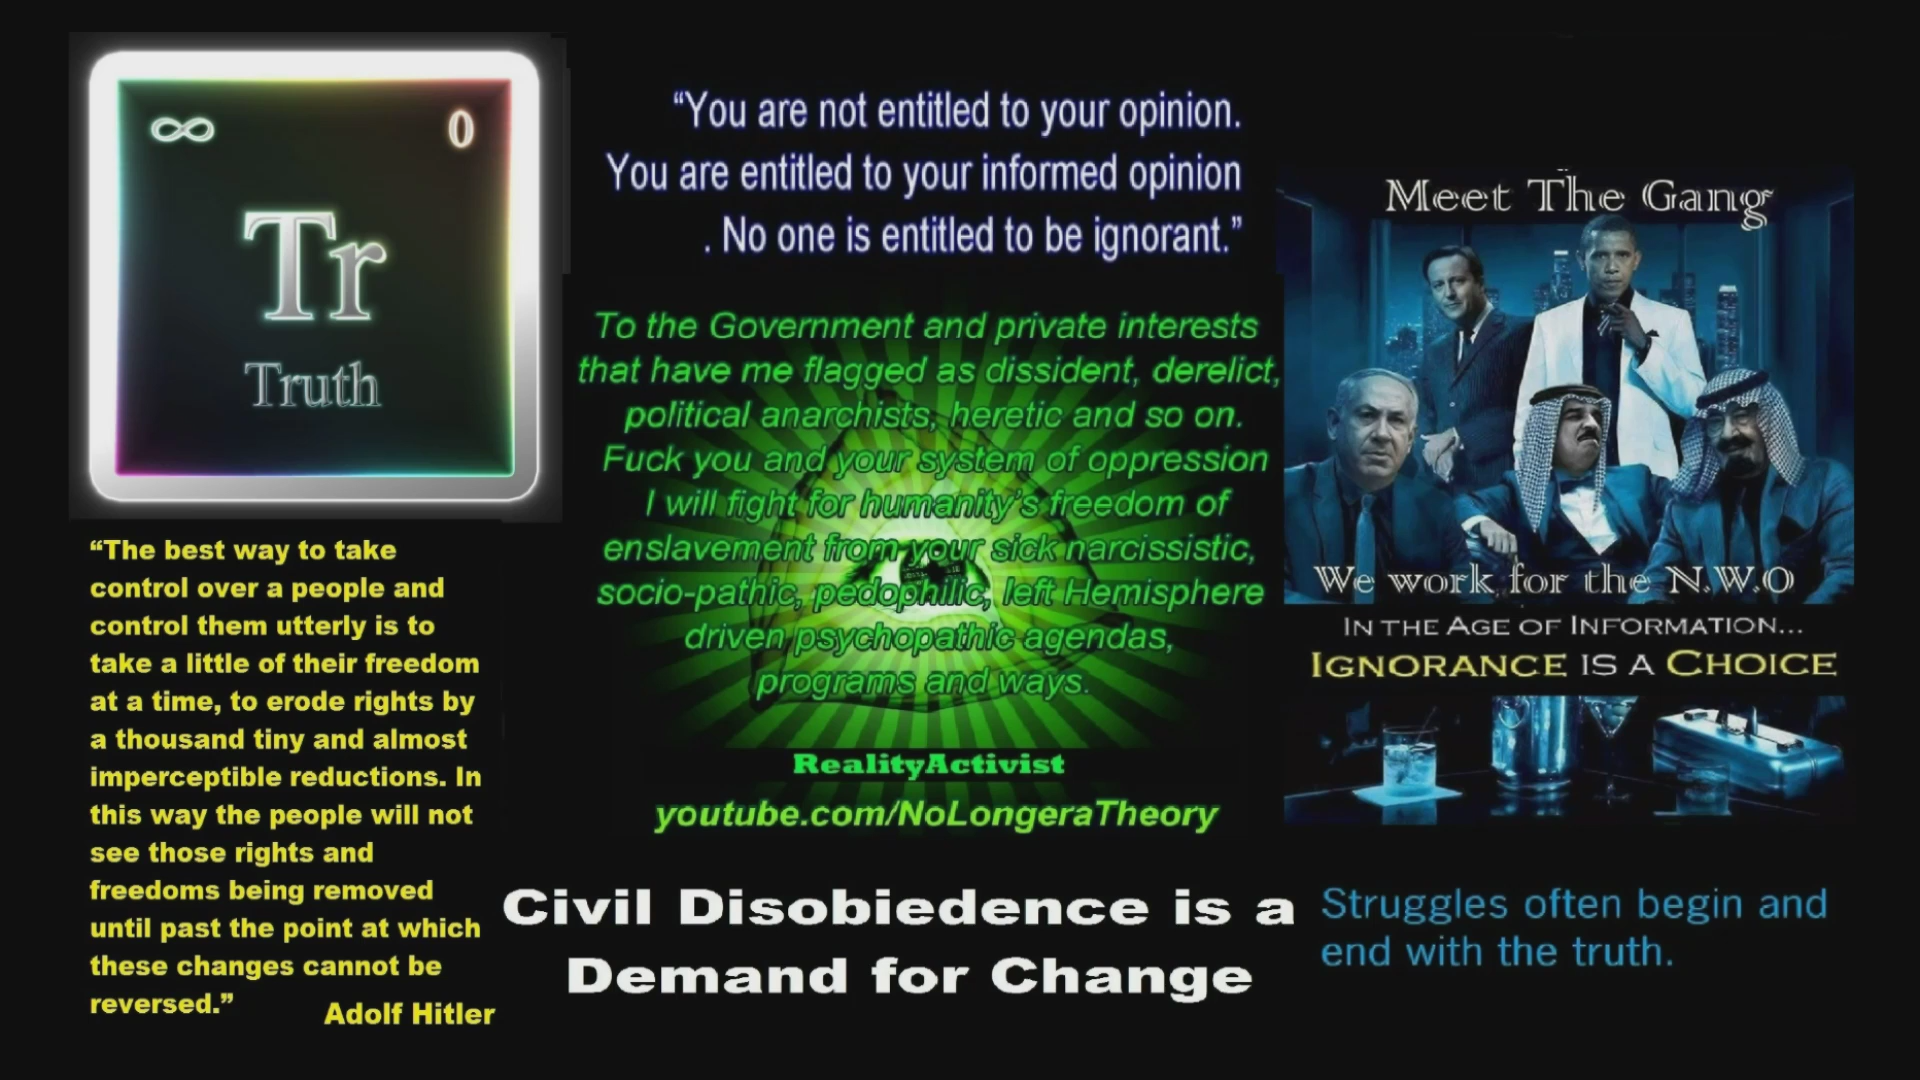 ∞ 0
Tr
Truth
“The best way to take
control over a people and
control them utterly is to
take a little of their freedom
at a time, to erode rights by
a thousand tiny and almost
imperceptible reductions. In
this way the people will not
see those rights and
freedoms being removed
until past the point at which
these changes cannot be
reversed.”
Adolf Hitler
“You are not entitled to your opinion.
You are entitled to your informed opinion
. No one is entitled to be ignorant.”
To the Government and private interests
that have me flagged as dissident, derelict,
political anarchists, heretic and so on.
Fuck you and your system of oppression
I will fight for humanity’s freedom of
enslavement from your sick narcissistic,
socio-pathic, pedophilic, left Hemisphere
driven psychopathic agendas,
programs and ways.
RealityActivist
youtube.com/NoLongeraTheory
Civil Disobiedence is a
Demand for Change
Meet The Gang
We work for the N.W.O
In the Age of Information...
Ignorance is a Choice
Struggles often begin and
end with the truth.